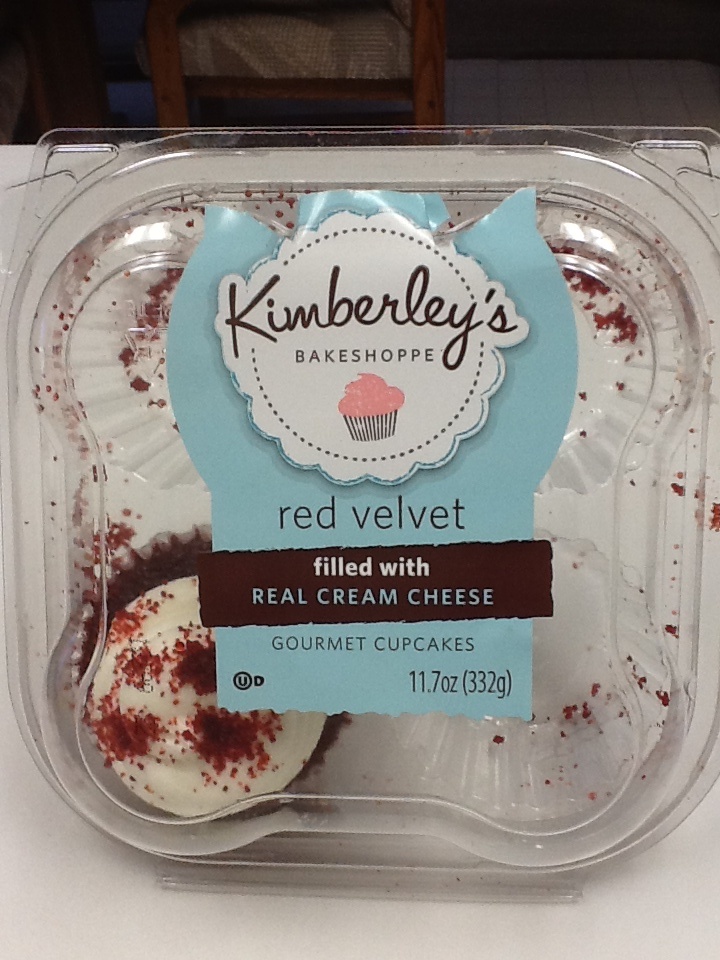 Kimberley's
BAKESHOPPE
red velvet
filled with
REAL CREAM CHEESE
GOURMET CUPCAKES
Ⓤ D 11.7oz (332g)